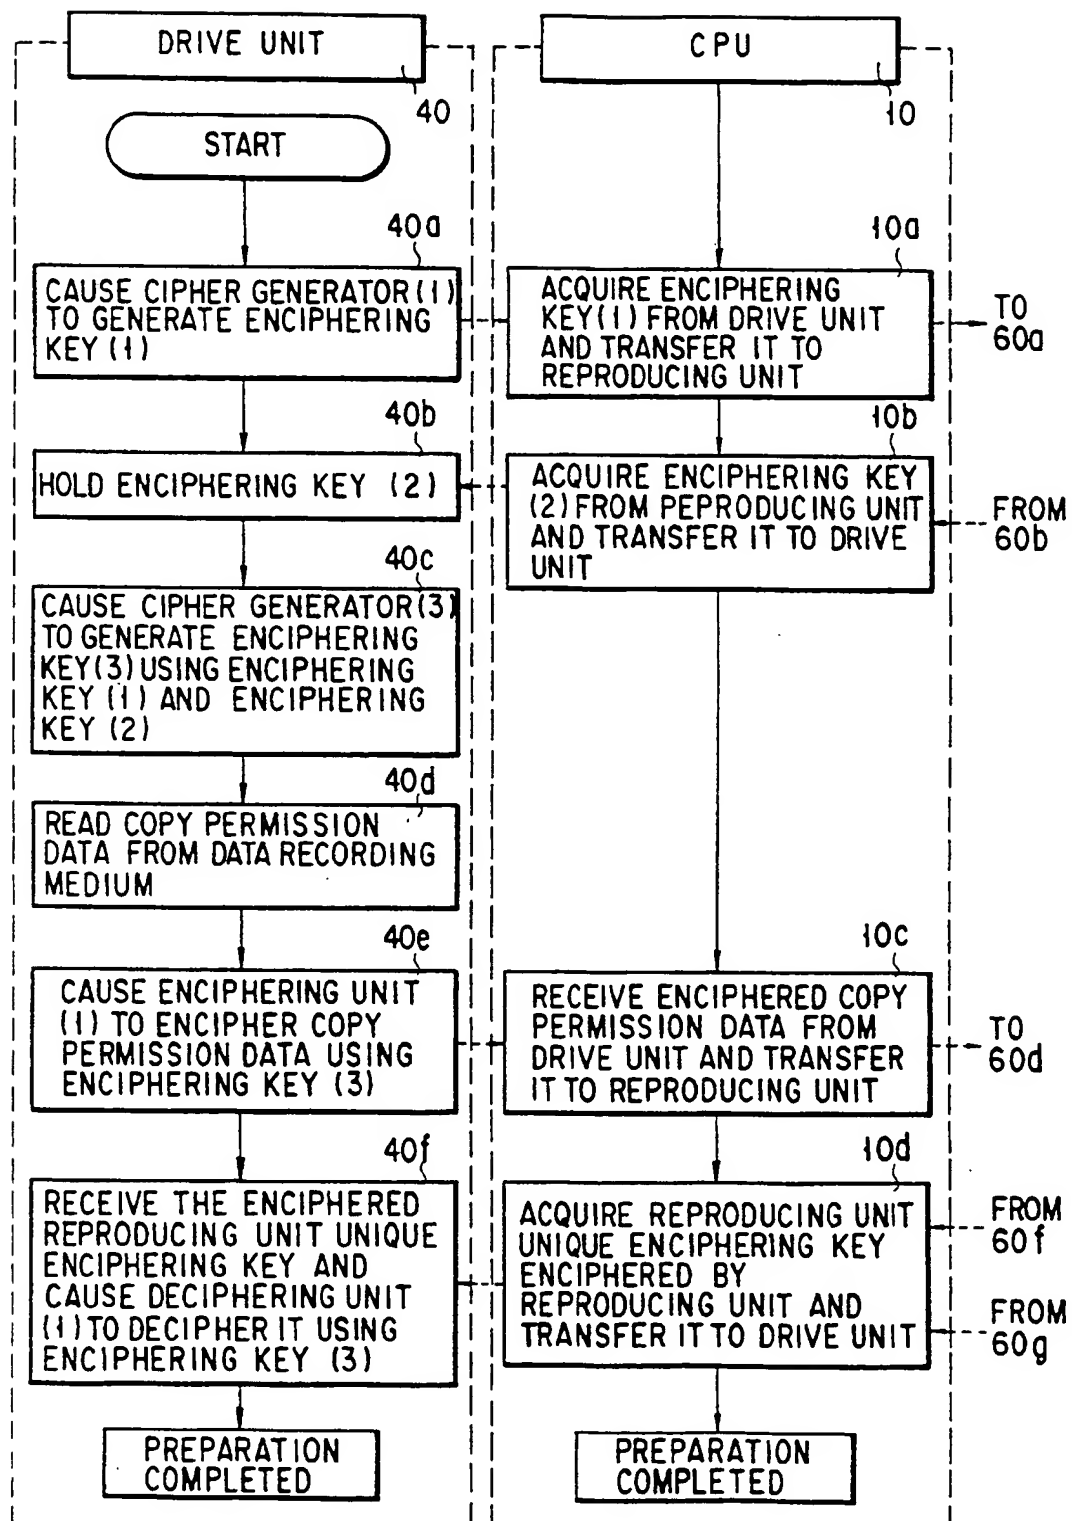 DRIVE UNIT
40
START
40a
CAUSE CIPHER GENERATOR(1)
TO GENERATE ENCIPHERING
KEY(1)
40b
HOLD ENCIPHERING KEY (2)
40c
CAUSE CIPHER GENERATOR(3)
TO GENERATE ENCIPHERING
KEY(3) USING ENCIPHERING
KEY (1) AND ENCIPHERING
KEY (2)
40d
READ COPY PERMISSION
DATA FROM DATA RECORDING
MEDIUM
40e
CAUSE ENCIPHERING UNIT
(1) TO ENCIPHER COPY
PERMISSION DATA USING
ENCIPHERING KEY (3)
40f
RECEIVE THE ENCIPHERED
REPRODUCING UNIT UNIQUE
ENCIPHERING KEY AND
CAUSE DECIPHERING UNIT
(1) TO DECIPHER IT USING
ENCIPHERING KEY (3)
PREPARATION
COMPLETED
CPU
10
10a
ACQUIRE ENCIPHERING
KEY(1) FROM DRIVE UNIT
AND TRANSFER IT TO
REPRODUCING UNIT
TO
60a
10b
ACQUIRE ENCIPHERING KEY
(2) FROM PEPRODUCING UNIT
AND TRANSFER IT TO DRIVE
UNIT
FROM
60b
10c
RECEIVE ENCIPHERED COPY
PERMISSION DATA FROM
DRIVE UNIT AND TRANSFER
IT TO REPRODUCING UNIT
TO
60d
10d
ACQUIRE REPRODUCING UNIT
UNIQUE ENCIPHERING KEY
ENCIPHERED BY
REPRODUCING UNIT AND
TRANSFER IT TO DRIVE UNIT
FROM
60f
FROM
60g
PREPARATION
COMPLETED